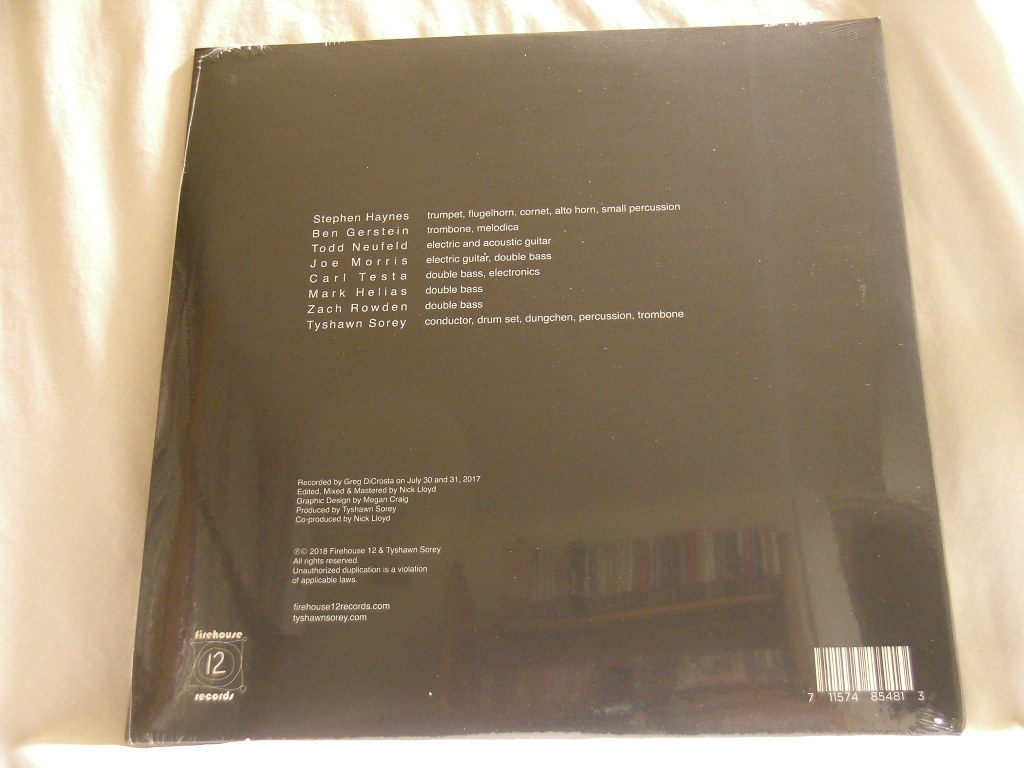 Stephen Haynes trumpet, flugelhorn, cornet, alto horn, small percussion
Ben Gerstein trombone, melodica
Todd Neufeld electric and acoustic guitar
Joe Morris electric guitar, double bass
Carl Testa double bass, electronics
Mark Helias double bass
Zach Rowden double bass
Tyshawn Sorey conductor, drum set, dungchen, percussion, trombone
Recorded by Greg DiCrosta on July 30 and 31, 2017
Edited, Mixed & Mastered by Nick Lloyd
Graphic Design by Megan Craig
Produced by Tyshawn Sorey
Co-produced by Nick Lloyd
℗© 2018 Firehouse 12 & Tyshawn Sorey
All rights reserved.
Unauthorized duplication is a violation
of applicable laws.
firehouse12records.com
tyshawnsorey.com
firehouse
12
records
7 11574 85481 3